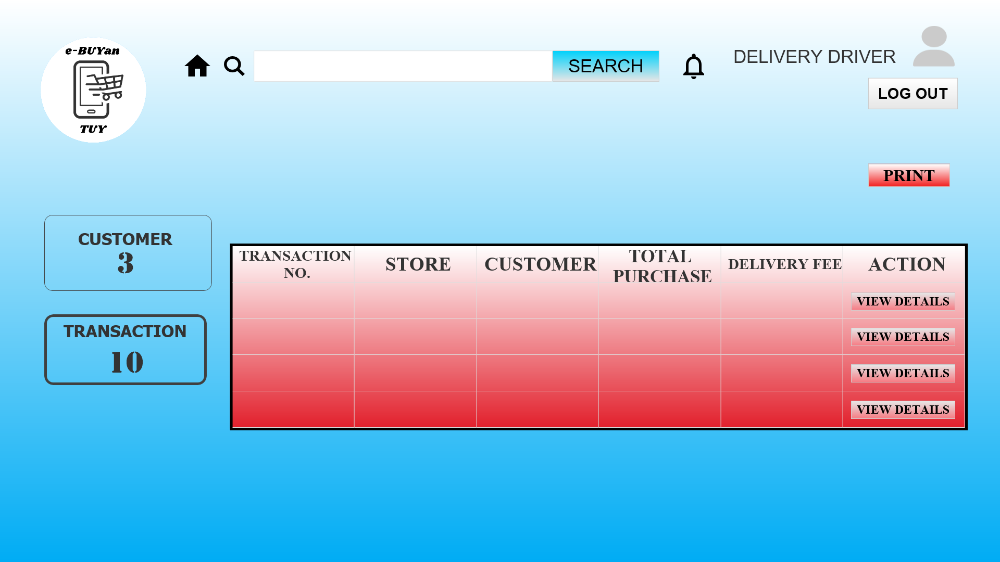 e-BUYan
TUY
SEARCH
DELIVERY DRIVER
LOG OUT
PRINT
CUSTOMER
3
TRANSACTION
10
TRANSACTION
NO.
STORE
CUSTOMER
TOTAL
PURCHASE
DELIVERY FEE
ACTION
VIEW DETAILS
VIEW DETAILS
VIEW DETAILS
VIEW DETAILS